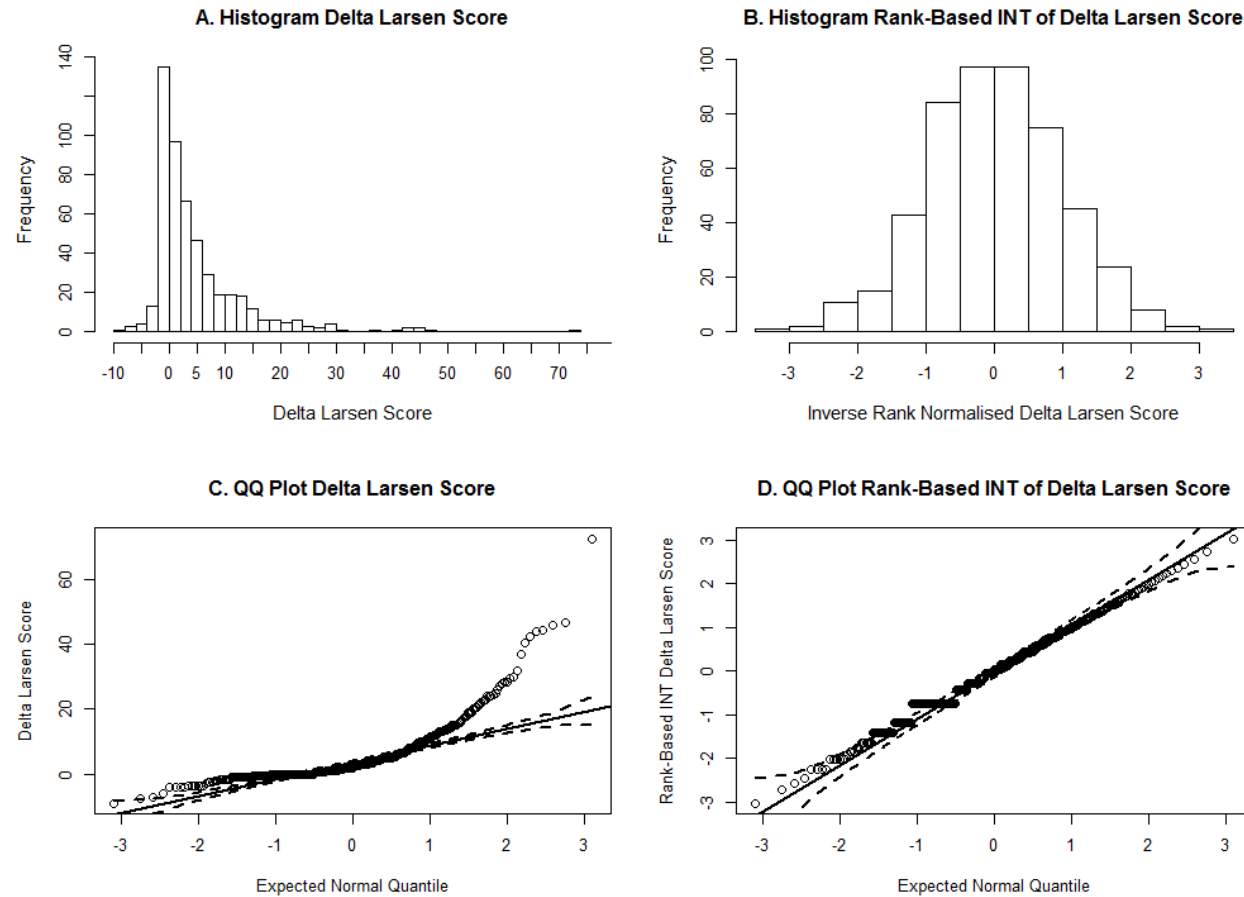 A. Histogram Delta Larsen Score
Frequency
140
100
80
60
40
20
0
-10 0 5 10 20 30 40 50 60 70
Delta Larsen Score
B. Histogram Rank-Based INT of Delta Larsen Score
Frequency
100
80
60
40
20
0
-3 -2 -1 0 1 2 3
Inverse Rank Normalised Delta Larsen Score
C. QQ Plot Delta Larsen Score
Delta Larsen Score
60
40
20
0
-3 -2 -1 0 1 2 3
Expected Normal Quantile
D. QQ Plot Rank-Based INT of Delta Larsen Score
Rank-Based INT Delta Larsen Score
3
2
1
0
-1
-2
-3
-3 -2 -1 0 1 2 3
Expected Normal Quantile